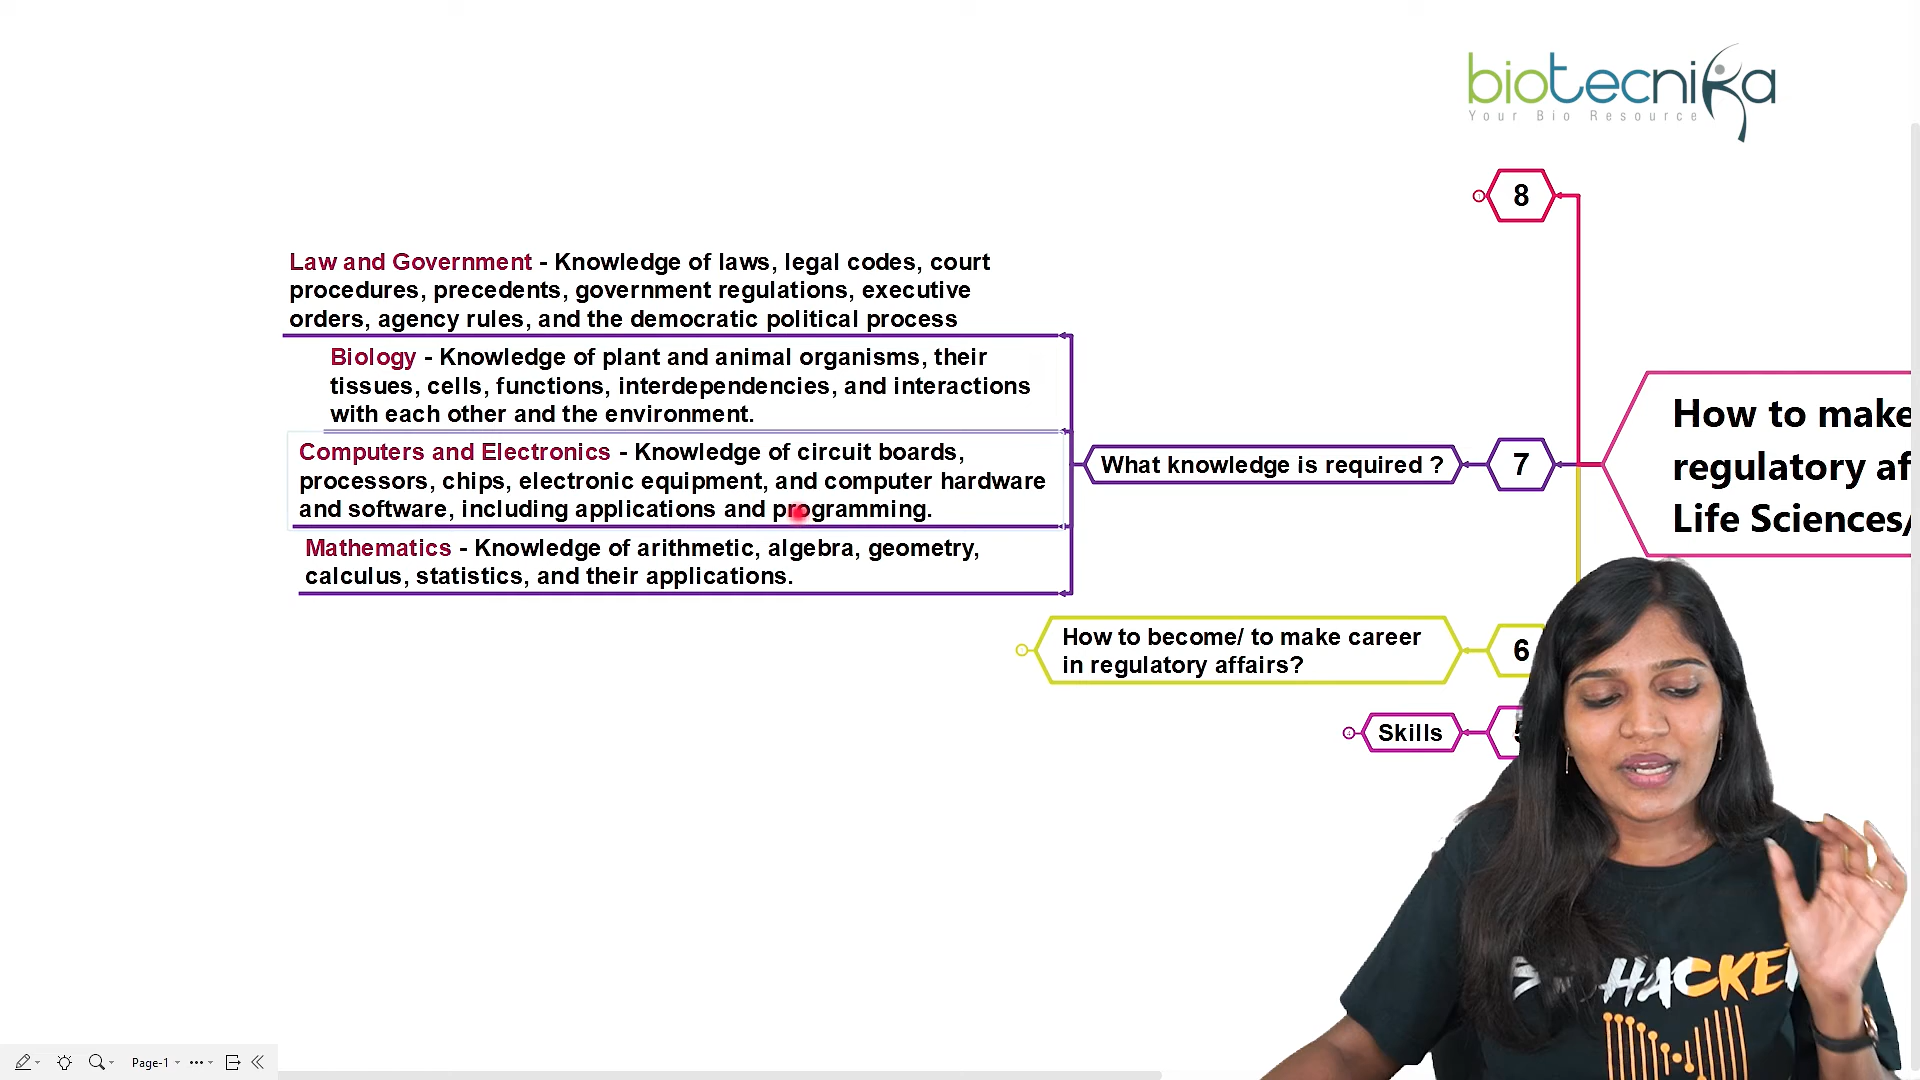 biotecnika
Your Bio Resource
8
Law and Government - Knowledge of laws, legal codes, court
procedures, precedents, government regulations, executive
orders, agency rules, and the democratic political process
Biology - Knowledge of plant and animal organisms, their
tissues, cells, functions, interdependencies, and interactions
with each other and the environment.
Computers and Electronics - Knowledge of circuit boards,
processors, chips, electronic equipment, and computer hardware
and software, including applications and programming.
Mathematics - Knowledge of arithmetic, algebra, geometry,
calculus, statistics, and their applications.
What knowledge is required ?
7
How to make
regulatory af
Life Sciences/
How to become/ to make career
in regulatory affairs?
6
Skills
5
HACKE
Page-1